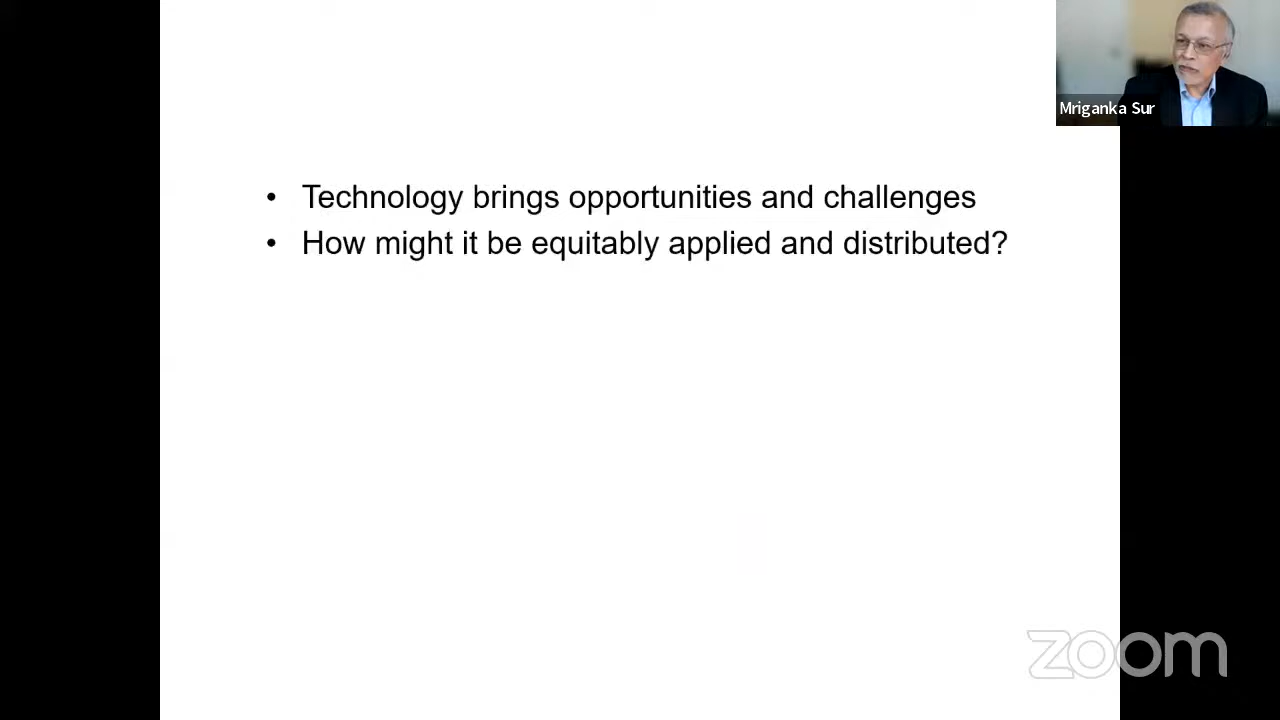 Mriganka Sur
• Technology brings opportunities and challenges
• How might it be equitably applied and distributed?
zoom